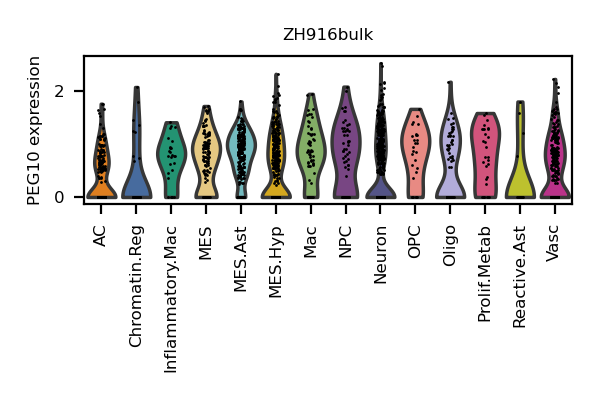 ZH916bulk
PEG10 expression
2
0
AC
Chromatin.Reg
Inflammatory.Mac
MES
MES.Ast
MES.Hyp
Mac
NPC
Neuron
OPC
Oligo
Prolif.Metab
Reactive.Ast
Vasc